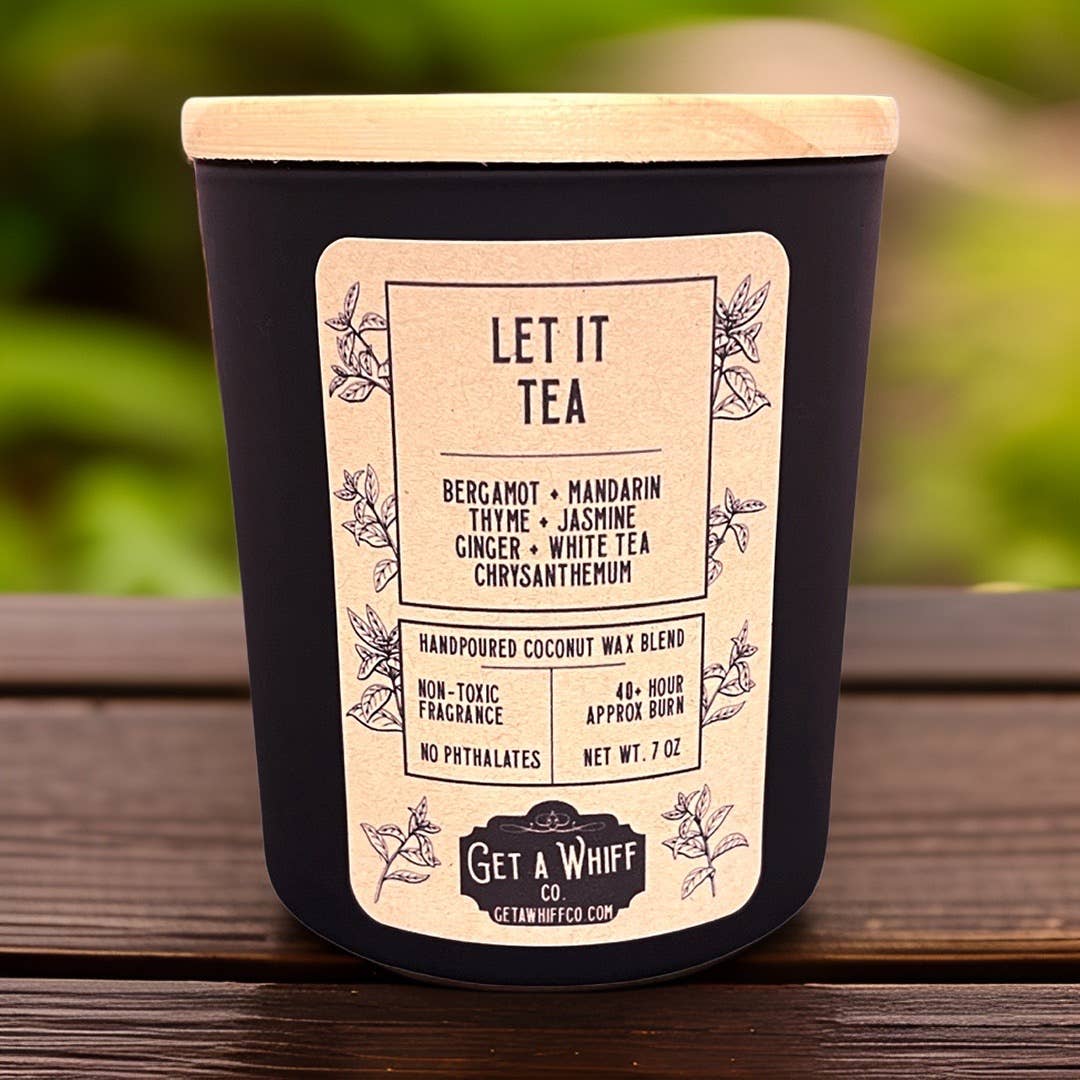 LET IT
TEA
BERGAMOT + MANDARIN
THYME + JASMINE
GINGER + WHITE TEA
CHRYSANTHEMUM
HANDPOURED COCONUT WAX BLEND
NON-TOXIC
FRAGRANCE
NO PHTHALATES
40+ HOUR
APPROX BURN
NET WT. 7 OZ
GET A WHIFF
CO.
GETAWHIFFCO.COM